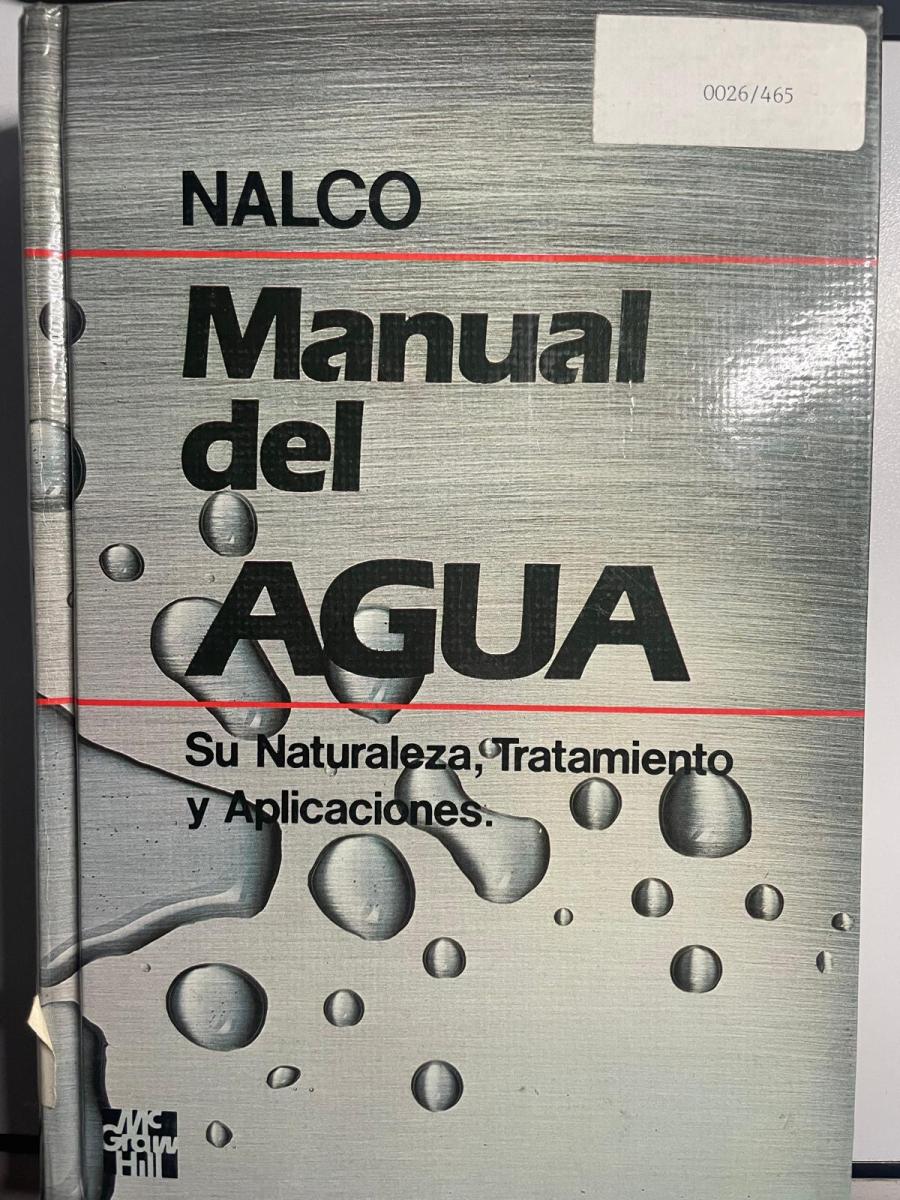 0026/465
NALCO
Manual
del
AGUA
Su Naturaleza, Tratamiento
y Aplicaciones.
Mc
Graw
Hill